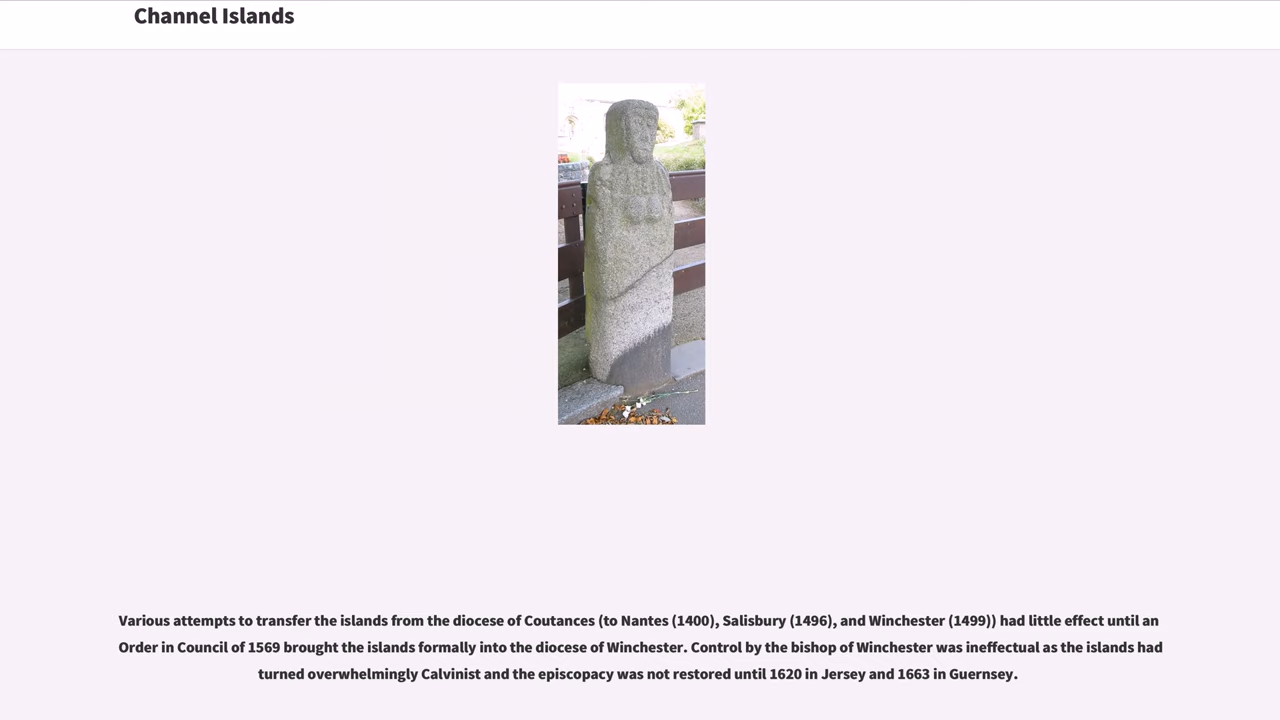 Channel Islands
Various attempts to transfer the islands from the diocese of Coutances (to Nantes (1400), Salisbury (1496), and Winchester (1499)) had little effect until an
Order in Council of 1569 brought the islands formally into the diocese of Winchester. Control by the bishop of Winchester was ineffectual as the islands had
turned overwhelmingly Calvinist and the episcopacy was not restored until 1620 in Jersey and 1663 in Guernsey.